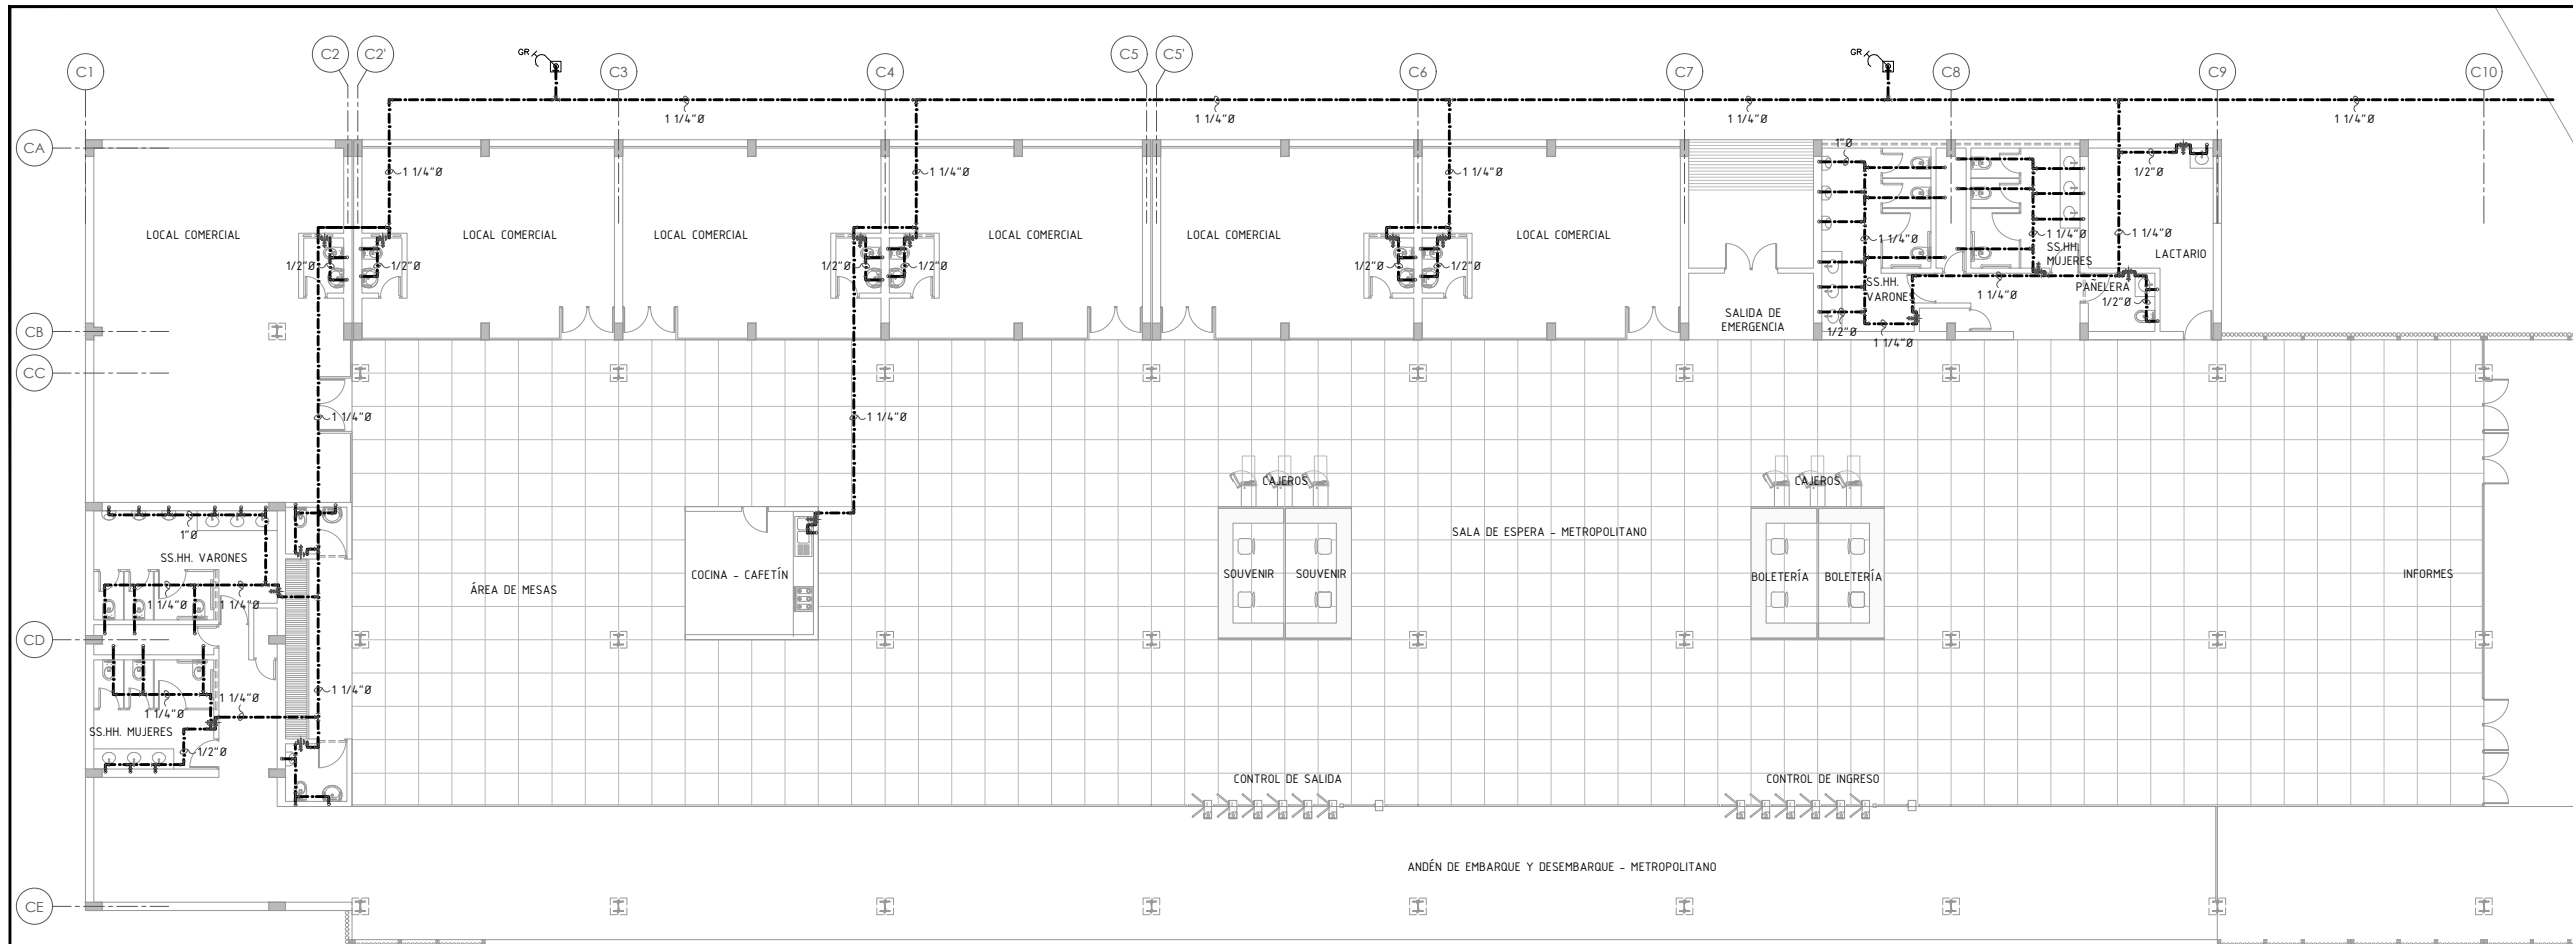 C1
C2
C2'
GR
C3
C4
C5
C5'
C6
C7
GR
C8
C9
C10
1 1/4"Ø
1 1/4"Ø
1 1/4"Ø
1 1/4"Ø
CA
1"Ø
1 1/4"Ø
1 1/4"Ø
1 1/4"Ø
1/2"Ø
LOCAL COMERCIAL
LOCAL COMERCIAL
LOCAL COMERCIAL
LOCAL COMERCIAL
LOCAL COMERCIAL
LOCAL COMERCIAL
1 1/4"Ø
1 1/4"Ø
1 1/4"Ø
SS.HH.
MUJERES
LACTARIO
1/2"Ø
1/2"Ø
1/2"Ø
1/2"Ø
1/2"Ø
1/2"Ø
SS.HH.
VARONES
1 1/4"Ø
PAÑELERA
1/2"Ø
SALIDA DE
EMERGENCIA
CB
1/2"Ø
1 1/4"Ø
CC
1 1/4"Ø
1 1/4"Ø
CAJEROS
CAJEROS
1"Ø
SALA DE ESPERA - METROPOLITANO
SS.HH. VARONES
ÁREA DE MESAS
COCINA - CAFETÍN
SOUVENIR
SOUVENIR
BOLETERÍA
BOLETERÍA
INFORMES
1 1/4"Ø
1 1/4"Ø
CD
1 1/4"Ø
1 1/4"Ø
1 1/4"Ø
SS.HH. MUJERES
1/2"Ø
CONTROL DE SALIDA
CONTROL DE INGRESO
ANDÉN DE EMBARQUE Y DESEMBARQUE - METROPOLITANO
CE